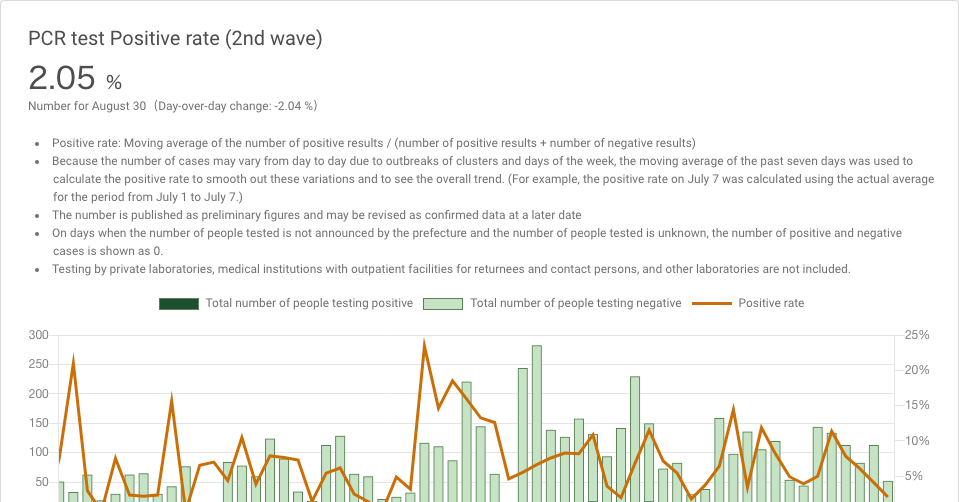 PCR test Positive rate (2nd wave)
2.05 %
Number for August 30 (Day-over-day change: -2.04 %)
• Positive rate: Moving average of the number of positive results / (number of positive results + number of negative results)
• Because the number of cases may vary from day to day due to outbreaks of clusters and days of the week, the moving average of the past seven days was used to
calculate the positive rate to smooth out these variations and to see the overall trend. (For example, the positive rate on July 7 was calculated using the actual average
for the period from July 1 to July 7.)
• The number is published as preliminary figures and may be revised as confirmed data at a later date
• On days when the number of people tested is not announced by the prefecture and the number of people tested is unknown, the number of positive and negative
cases is shown as 0.
• Testing by private laboratories, medical institutions with outpatient facilities for returnees and contact persons, and other laboratories are not included.
Total number of people testing positive Total number of people testing negative Positive rate
300 25%
250 20%
200 15%
150 10%
100 5%
50